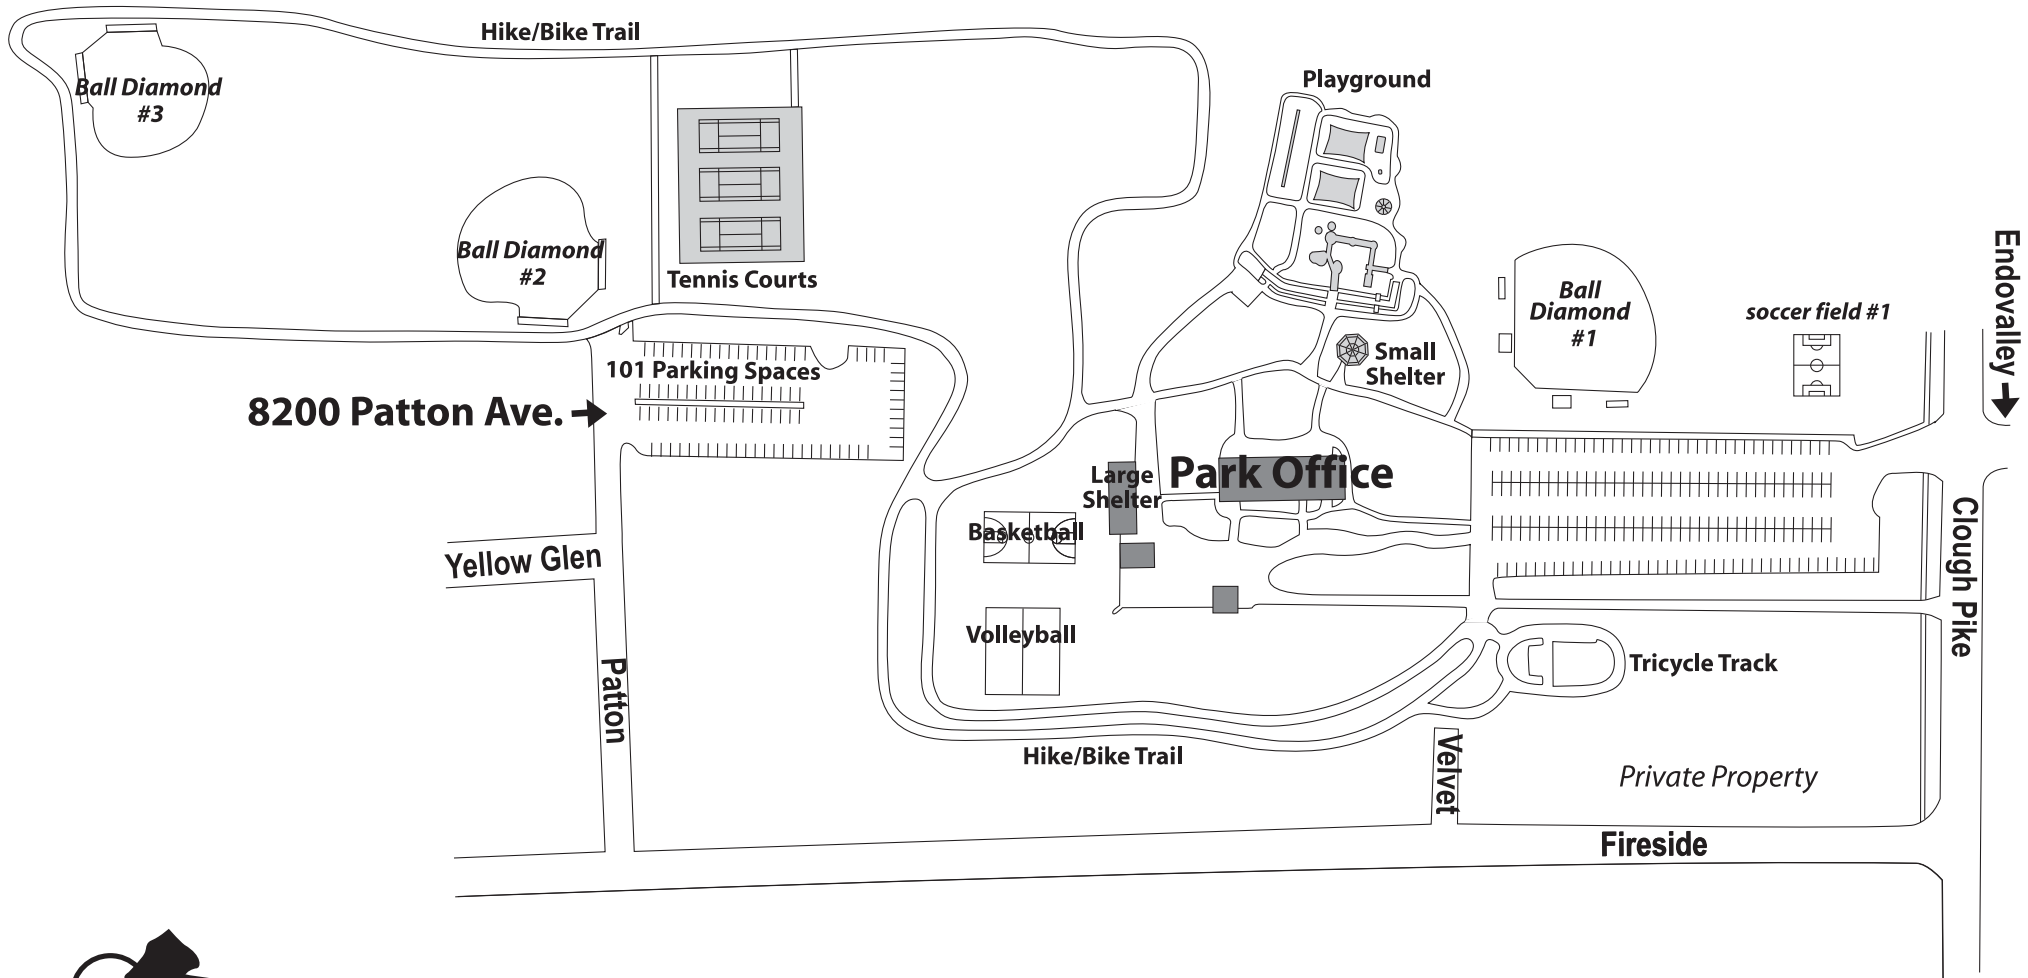 Hike/Bike Trail
Ball Diamond
#3
Playground
Ball Diamond
#2
Tennis Courts
Ball
Diamond
#1
soccer field #1
Endovalley
Small
Shelter
101 Parking Spaces
8200 Patton Ave.
Large
Shelter
Park Office
Basketball
Yellow Glen
Clough Pike
Volleyball
Tricycle Track
Patton
Hike/Bike Trail
Velvet
Private Property
Fireside